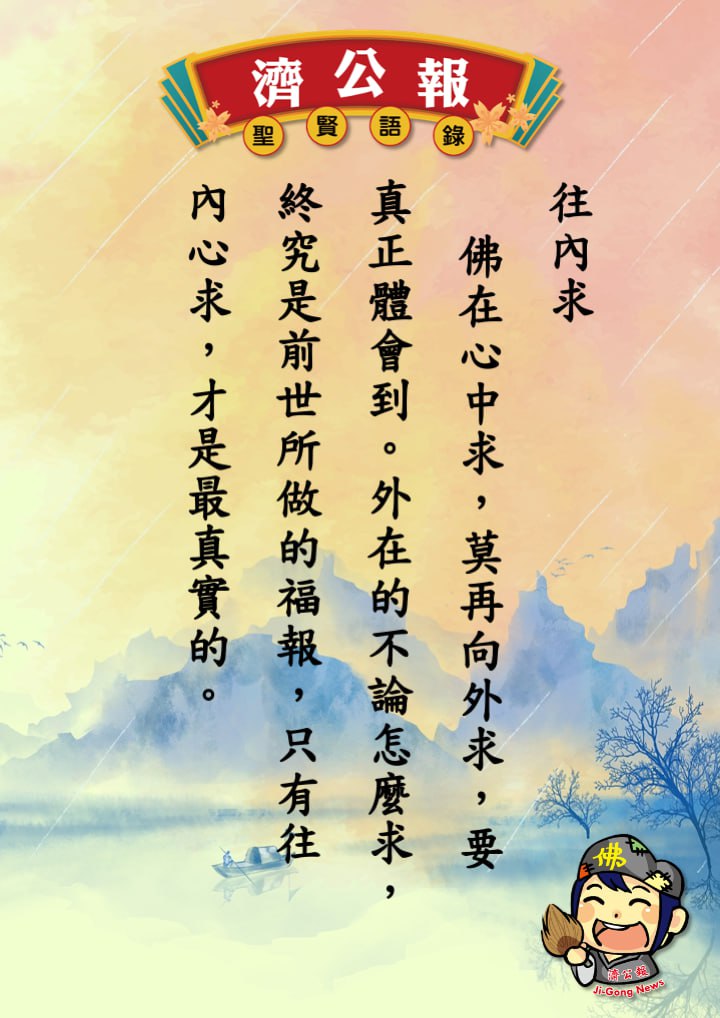 濟公報
聖賢語錄
往內求
佛在心中求，莫再向外求，要
真正體會到。外在的不論怎麼求，
終究是前世所做的福報，只有往
內心求，才是最真實的。
佛
濟公報
Ji-Gong News